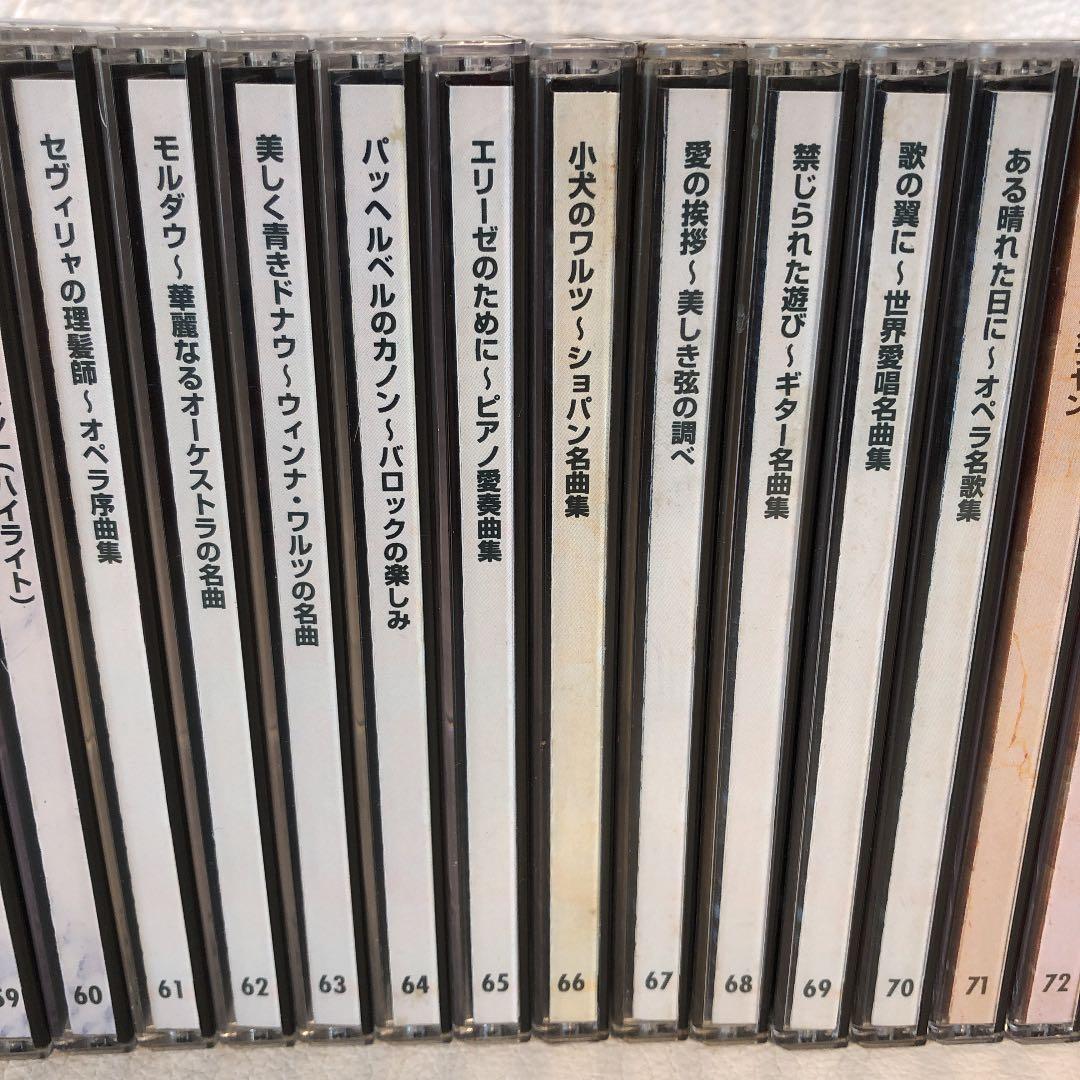 (ハイライト)
60
セヴィリャの理髪師～オペラ序曲集
61
モルダウ～華麗なるオーケストラの名曲
62
美しく青きドナウ～ウィンナ・ワルツの名曲
63
パッヘルベルのカノン～バロックの楽しみ
64
エリーゼのために～ピアノ愛奏曲集
65
小犬のワルツ～ショパン名曲集
66
愛の挨拶～美しき弦の調べ
67
禁じられた遊び～ギター名曲集
68
歌の翼に～世界愛唱名曲集
69
ある晴れた日に～オペラ名歌集
70
71
72